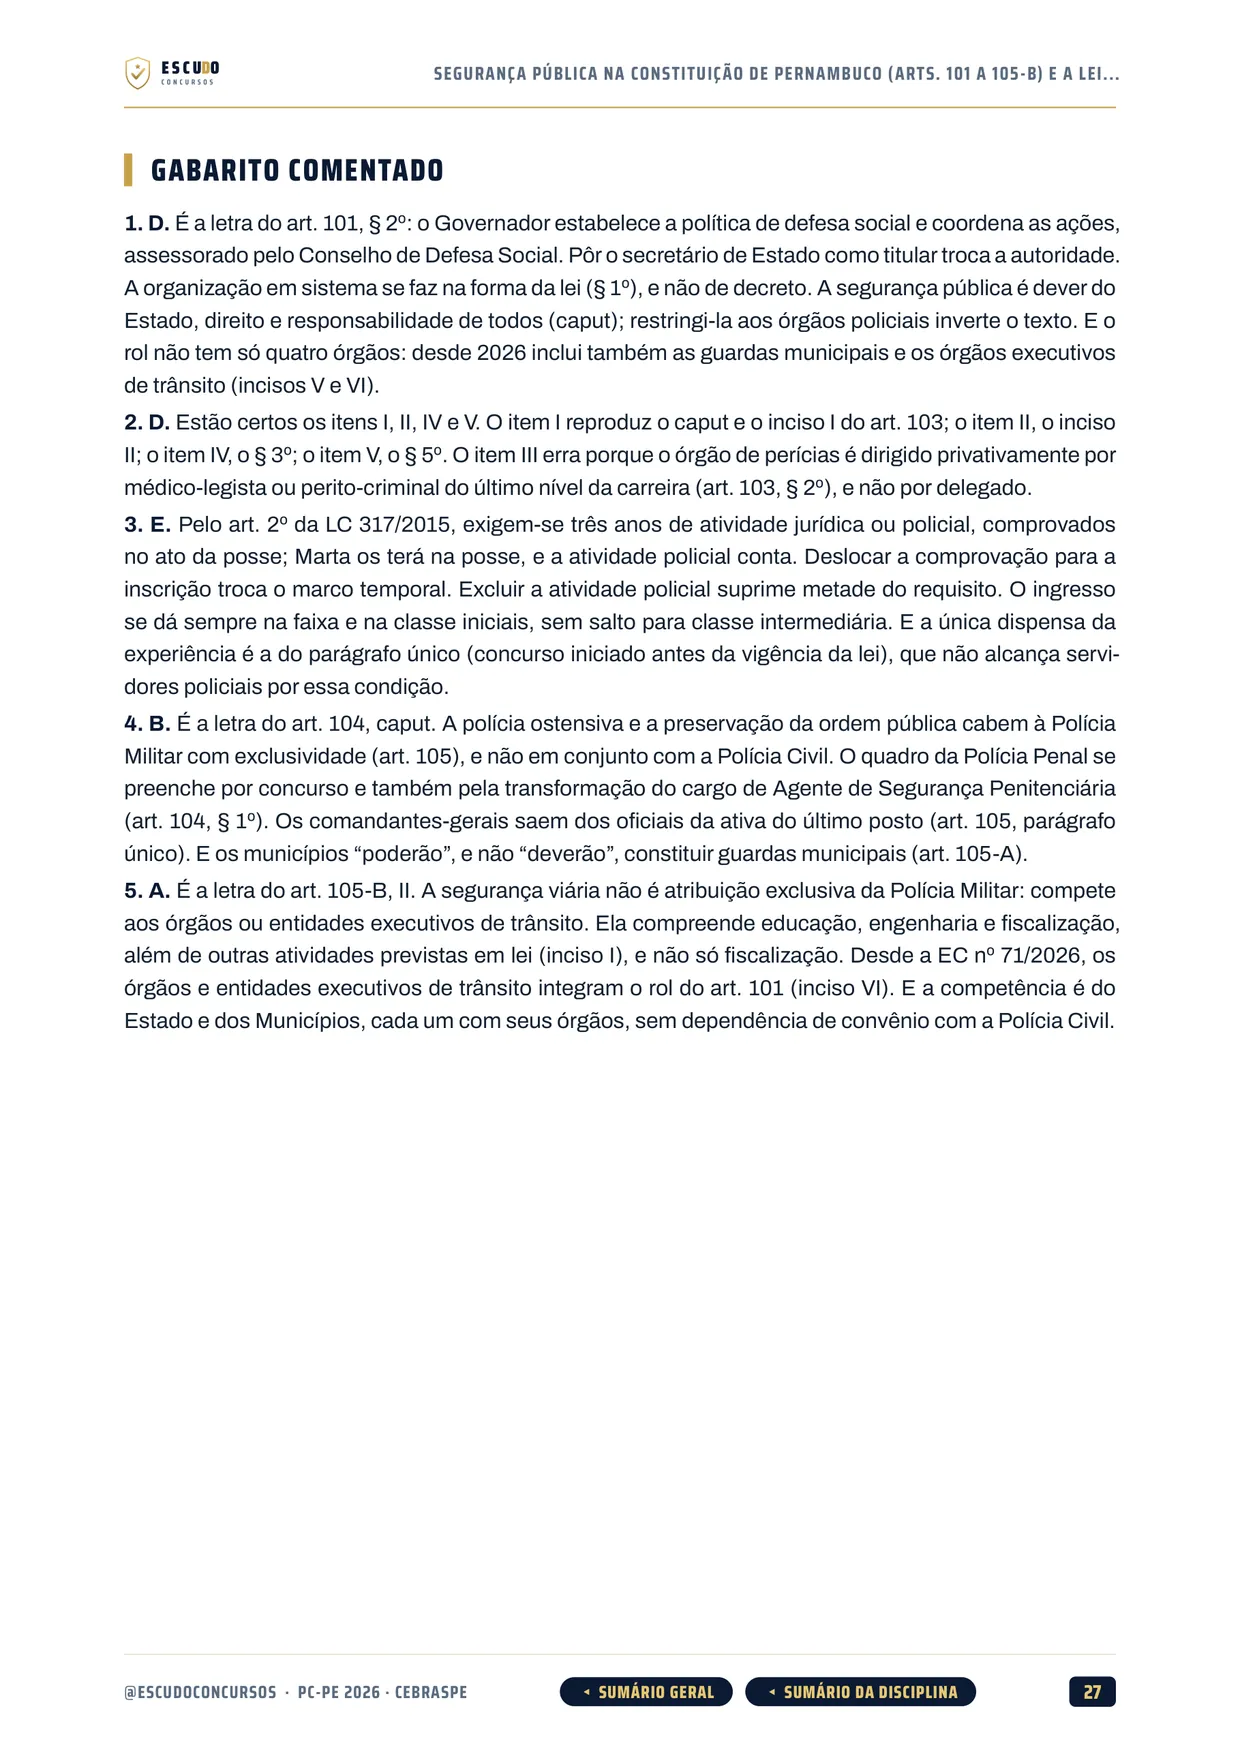 ESCUDO
CONCURSOS
SEGURANÇA PÚBLICA NA CONSTITUIÇÃO DE PERNAMBUCO (ARTS. 101 A 105-B) E A LEI...
GABARITO COMENTADO
1. D. É a letra do art. 101, § 2º: o Governador estabelece a política de defesa social e coordena as ações,
assessorado pelo Conselho de Defesa Social. Pôr o secretário de Estado como titular troca a autoridade.
A organização em sistema se faz na forma da lei (§ 1º), e não de decreto. A segurança pública é dever do
Estado, direito e responsabilidade de todos (caput); restringi-la aos órgãos policiais inverte o texto. E o
rol não tem só quatro órgãos: desde 2026 inclui também as guardas municipais e os órgãos executivos
de trânsito (incisos V e VI).
2. D. Estão certos os itens I, II, IV e V. O item I reproduz o caput e o inciso I do art. 103; o item II, o inciso
II; o item IV, o § 3º; o item V, o § 5º. O item III erra porque o órgão de perícias é dirigido privativamente por
médico-legista ou perito-criminal do último nível da carreira (art. 103, § 2º), e não por delegado.
3. E. Pelo art. 2º da LC 317/2015, exigem-se três anos de atividade jurídica ou policial, comprovados
no ato da posse; Marta os terá na posse, e a atividade policial conta. Deslocar a comprovação para a
inscrição troca o marco temporal. Excluir a atividade policial suprime metade do requisito. O ingresso
se dá sempre na faixa e na classe iniciais, sem salto para classe intermediária. E a única dispensa da
experiência é a do parágrafo único (concurso iniciado antes da vigência da lei), que não alcança servi-
dores policiais por essa condição.
4. B. É a letra do art. 104, caput. A polícia ostensiva e a preservação da ordem pública cabem à Polícia
Militar com exclusividade (art. 105), e não em conjunto com a Polícia Civil. O quadro da Polícia Penal se
preenche por concurso e também pela transformação do cargo de Agente de Segurança Penitenciária
(art. 104, § 1º). Os comandantes-gerais saem dos oficiais da ativa do último posto (art. 105, parágrafo
único). E os municípios “poderão”, e não “deverão”, constituir guardas municipais (art. 105-A).
5. A. É a letra do art. 105-B, II. A segurança viária não é atribuição exclusiva da Polícia Militar: compete
aos órgãos ou entidades executivos de trânsito. Ela compreende educação, engenharia e fiscalização,
além de outras atividades previstas em lei (inciso I), e não só fiscalização. Desde a EC nº 71/2026, os
órgãos e entidades executivos de trânsito integram o rol do art. 101 (inciso VI). E a competência é do
Estado e dos Municípios, cada um com seus órgãos, sem dependência de convênio com a Polícia Civil.
@ESCUDOCONCURSOS · PC-PE 2026 · CEBRASPE
SUMÁRIO GERAL
SUMÁRIO DA DISCIPLINA
27